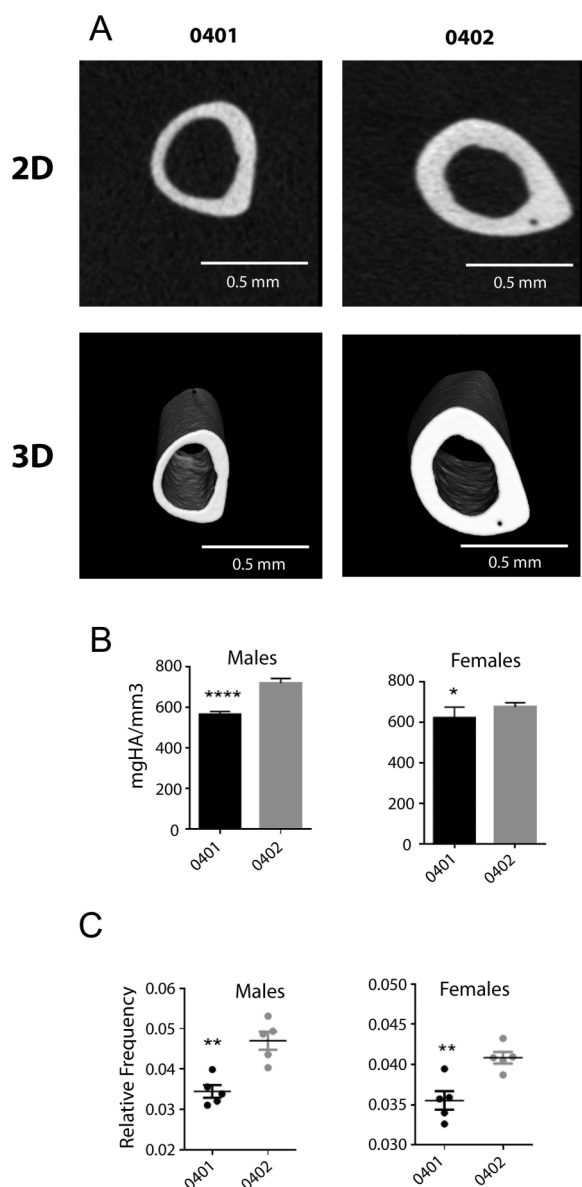 A
0401 0402
2D
0.5 mm 0.5 mm
3D
0.5 mm 0.5 mm
B
Males Females
mgHA/mm3
800 800
600 600
400 400
200 200
0 0
**** *
0401 0402 0401 0402
C
Males Females
Relative Frequency
0.06 0.050
0.05 0.045
0.04 0.040
0.03 0.035
0.02 0.030
** **
0401 0402 0401 0402